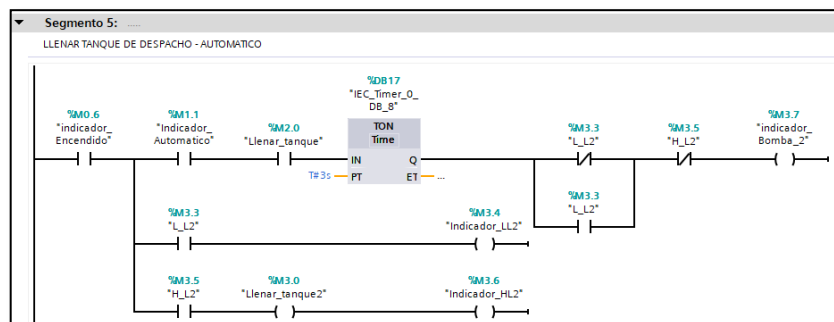 Segmento 5: .....
LLENAR TANQUE DE DESPACHO - AUTOMATICO
%DB17
"IEC_Timer_0_
DB_8"
%M0.6
"indicador_
Encendido"
%M1.1
"Indicador_
Automatico"
%M2.0
"Llenar_tanque"
TON
Time
IN
Q
T#3s
PT
ET
...
%M3.3
"L_L2"
%M3.5
"H_L2"
%M3.7
"indicador_
Bomba_2"
%M3.3
"L_L2"
%M3.3
"L_L2"
%M3.4
"Indicador_LL2"
%M3.5
"H_L2"
%M3.0
"Llenar_tanque2"
%M3.6
"Indicador_HL2"